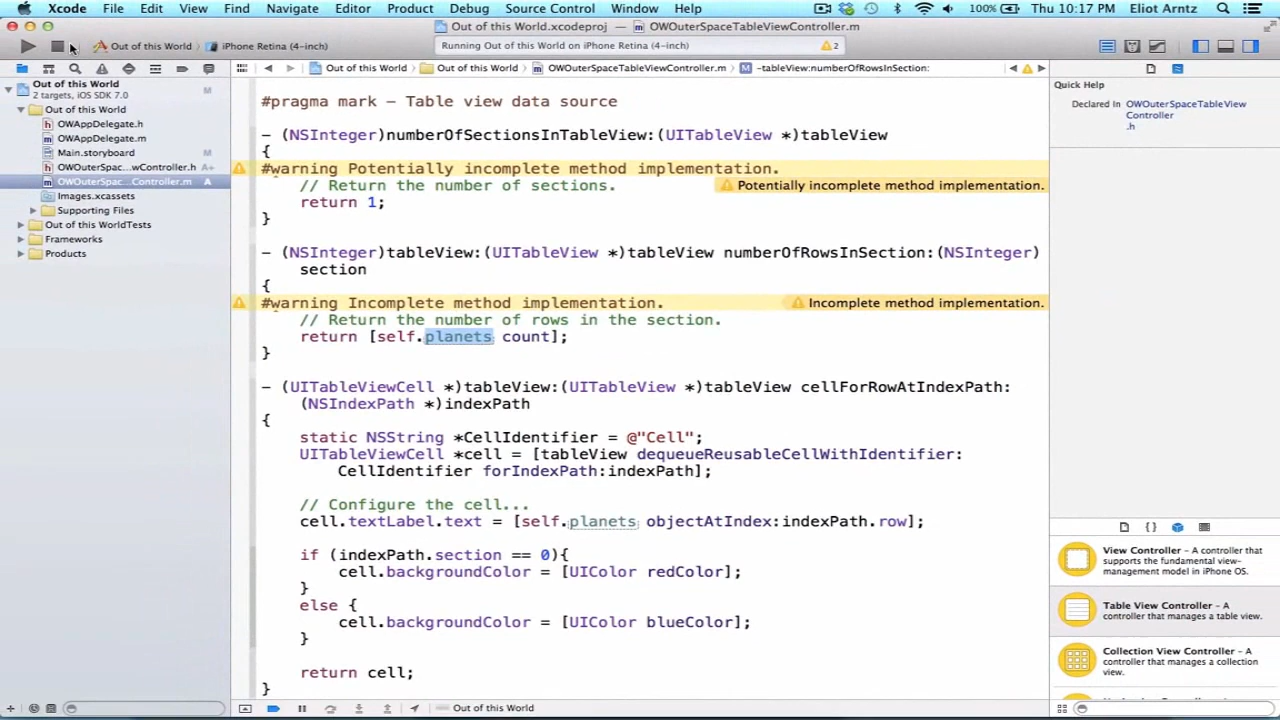 Xcode File Edit View Find Navigate Editor Product Debug Source Control Window Help 100% Thu 10:17 PM Eliot Arntz
Out of this World.xcodeproj — OWOuterSpaceTableViewController.m
Out of this World iPhone Retina (4-inch) Running Out of this World on iPhone Retina (4-inch) 2
Out of this World Out of this World OWOuterSpaceTableViewController.m M -tableView:numberOfRowsInSection:
Out of this World M
2 targets, iOS SDK 7.0
Out of this World
h OWAppDelegate.h
m OWAppDelegate.m
Main.storyboard M
h OWOuterSpac...wController.h A+
m OWOuterSpac...Controller.m A
Images.xcassets
Supporting Files
Out of this WorldTests
Frameworks
Products
#pragma mark - Table view data source
- (NSInteger)numberOfSectionsInTableView:(UITableView *)tableView
{
#warning Potentially incomplete method implementation.
// Return the number of sections. Potentially incomplete method implementation.
return 1;
}
- (NSInteger)tableView:(UITableView *)tableView numberOfRowsInSection:(NSInteger)
section
{
#warning Incomplete method implementation. Incomplete method implementation.
// Return the number of rows in the section.
return [self.planets count];
}
- (UITableViewCell *)tableView:(UITableView *)tableView cellForRowAtIndexPath:
(NSIndexPath *)indexPath
{
static NSString *CellIdentifier = @"Cell";
UITableViewCell *cell = [tableView dequeueReusableCellWithIdentifier:
CellIdentifier forIndexPath:indexPath];
// Configure the cell...
cell.textLabel.text = [self.planets objectAtIndex:indexPath.row];
if (indexPath.section == 0){
cell.backgroundColor = [UIColor redColor];
}
else {
cell.backgroundColor = [UIColor blueColor];
}
return cell;
}
Out of this World
Quick Help
Declared In OWOuterSpaceTableView
Controller
.h
{ }
View Controller - A controller that
supports the fundamental view-
management model in iPhone OS.
Table View Controller - A
controller that manages a table view.
Collection View Controller - A
controller that manages a collection
view.